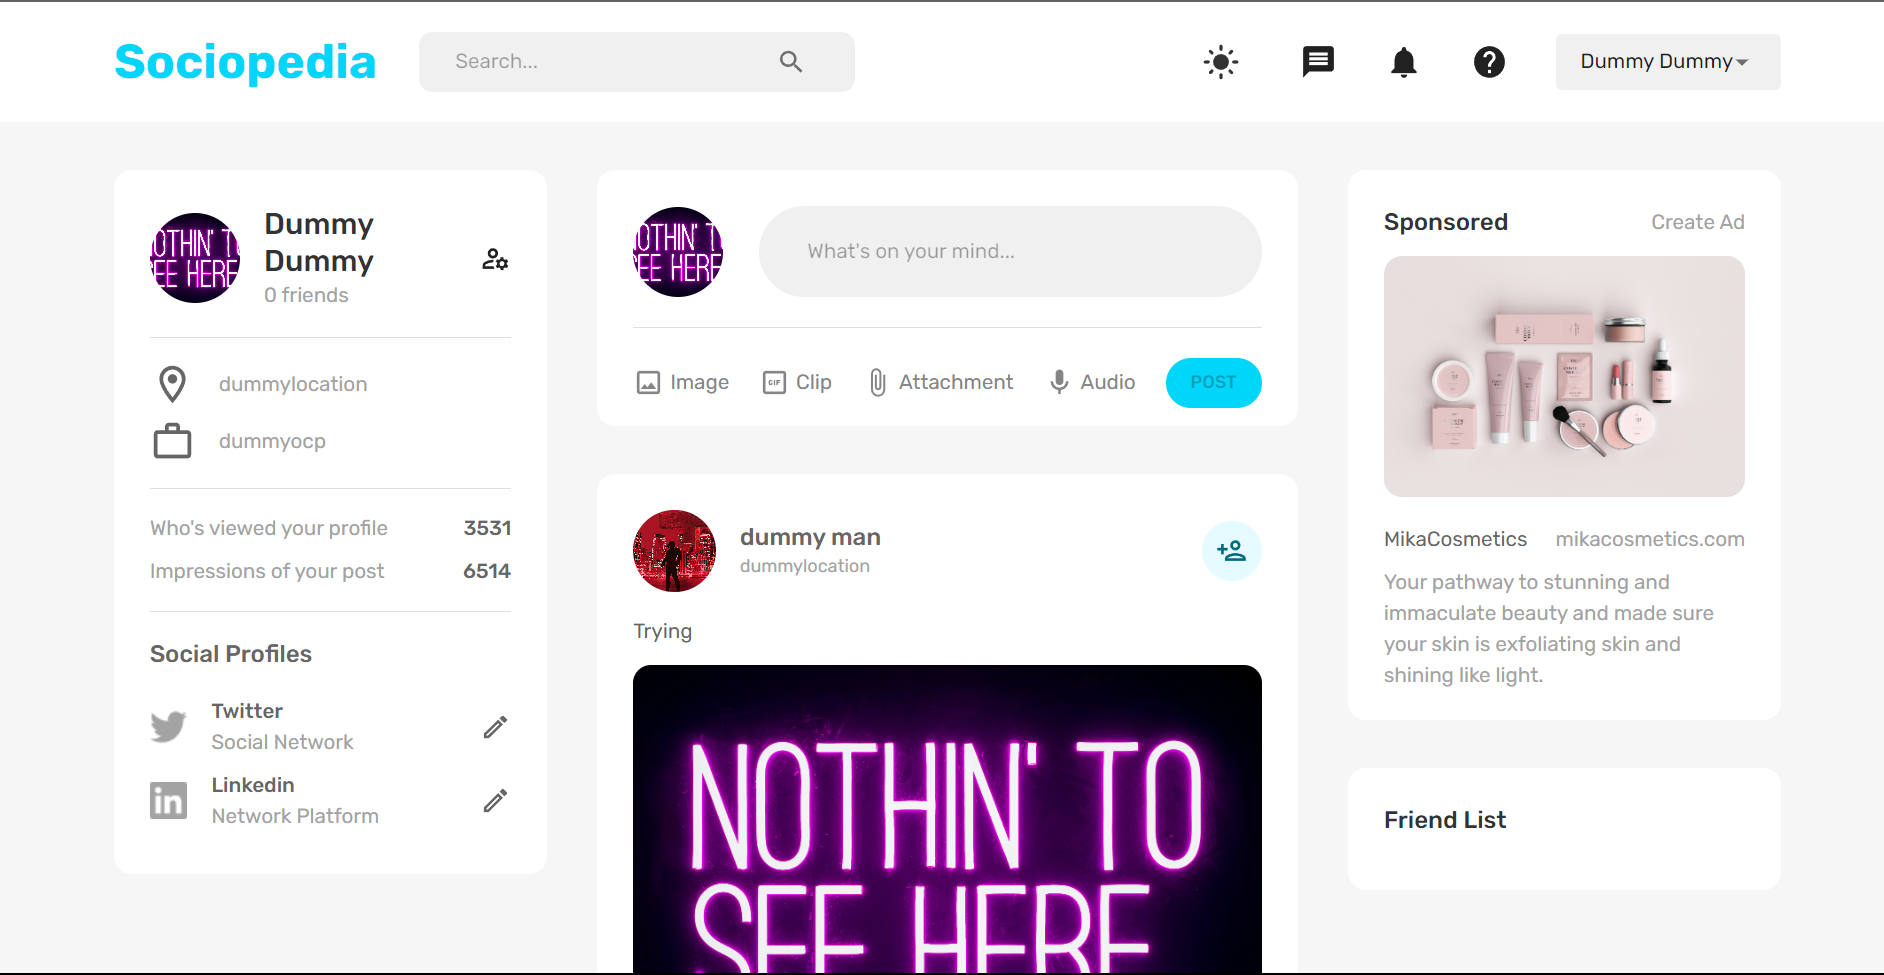 Sociopedia
Search...
Dummy Dummy
Dummy
Dummy
0 friends
dummylocation
dummyocp
Who's viewed your profile 3531
Impressions of your post 6514
Social Profiles
Twitter
Social Network
Linkedin
Network Platform
OTHIN' T
EE HERE
OTHIN' T
EE HERE
What's on your mind...
Image
GIF
Clip
Attachment
Audio
POST
dummy man
dummylocation
Trying
NOTHIN' TO
SEE HERE
Sponsored
Create Ad
MikaCosmetics
mikacosmetics.com
Your pathway to stunning and
immaculate beauty and made sure
your skin is exfoliating skin and
shining like light.
Friend List